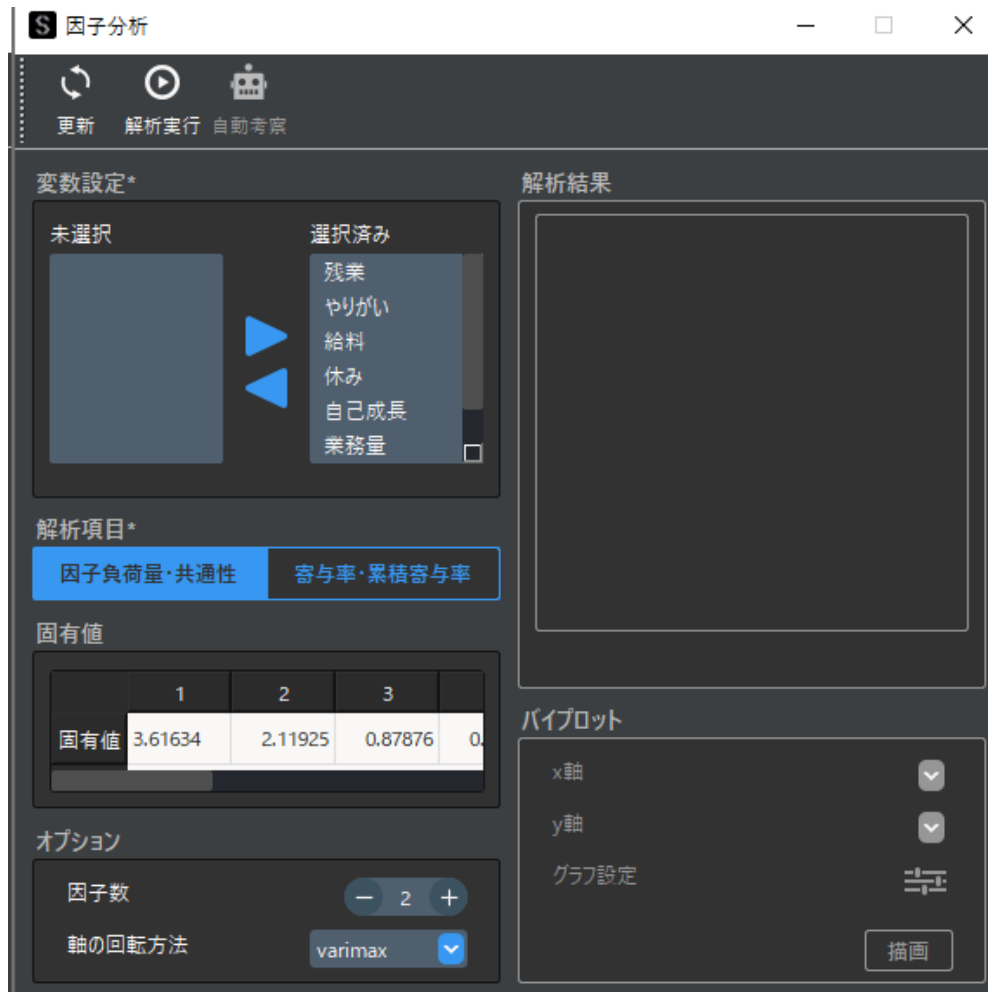 S 因子分析
更新 解析実行 自動考察
変数設定*
未選択 選択済み
残業
やりがい
給料
休み
自己成長
業務量
解析項目*
因子負荷量・共通性 寄与率・累積寄与率
固有値
1 2 3
固有値 3.61634 2.11925 0.87876 0.
オプション
因子数 − 2 +
軸の回転方法 varimax
解析結果
バイプロット
x軸
y軸
グラフ設定
描画